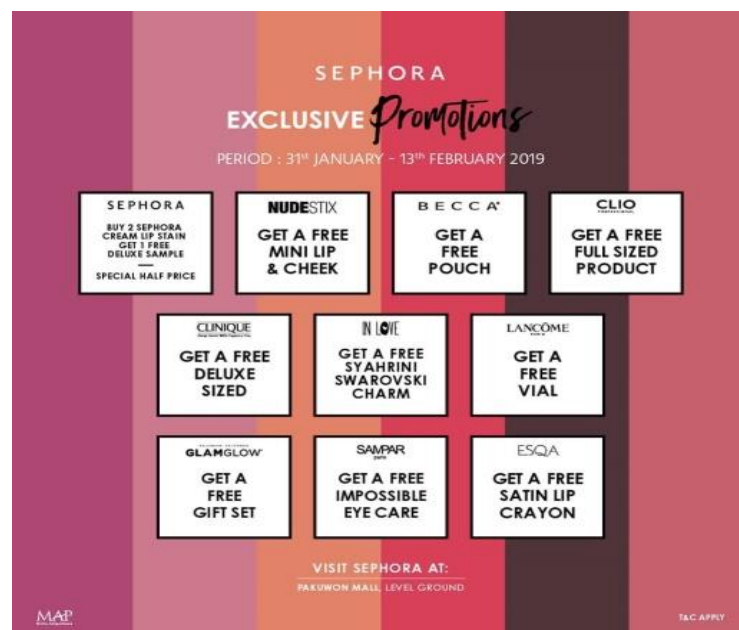 SEPHORA
EXCLUSIVE Promotions
PERIOD : 31st JANUARY - 13th FEBRUARY 2019
SEPHORA
BUY 2 SEPHORA
CREAM LIP STAIN
GET 1 FREE
DELUXE SAMPLE
SPECIAL HALF PRICE
NUDESTIX
GET A FREE
MINI LIP
& CHEEK
BECCA
GET A
FREE
POUCH
CLIO
PROFESSIONAL
GET A FREE
FULL SIZED
PRODUCT
CLINIQUE
GET A FREE
DELUXE
SIZED
IN LOVE
GET A FREE
SYAHRINI
SWAROVSKI
CHARM
LANCÔME
GET A
FREE
VIAL
GLAMGLOW
GET A
FREE
GIFT SET
SAMPAR
GET A FREE
IMPOSSIBLE
EYE CARE
ESQA
GET A FREE
SATIN LIP
CRAYON
VISIT SEPHORA AT:
PAKUWON MALL, LEVEL GROUND
MAP
T&C APPLY